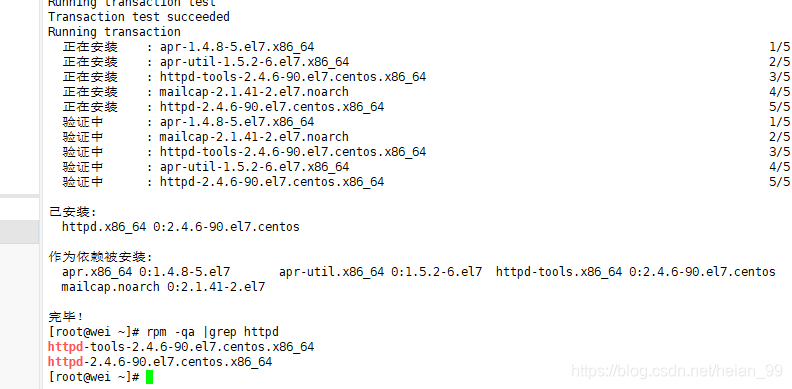 Running transaction test
Transaction test succeeded
Running transaction
  正在安装    : apr-1.4.8-5.el7.x86_64                                                                1/5
  正在安装    : apr-util-1.5.2-6.el7.x86_64                                                           2/5
  正在安装    : httpd-tools-2.4.6-90.el7.centos.x86_64                                                3/5
  正在安装    : mailcap-2.1.41-2.el7.noarch                                                           4/5
  正在安装    : httpd-2.4.6-90.el7.centos.x86_64                                                      5/5
  验证中      : apr-1.4.8-5.el7.x86_64                                                                1/5
  验证中      : mailcap-2.1.41-2.el7.noarch                                                           2/5
  验证中      : httpd-tools-2.4.6-90.el7.centos.x86_64                                                3/5
  验证中      : apr-util-1.5.2-6.el7.x86_64                                                           4/5
  验证中      : httpd-2.4.6-90.el7.centos.x86_64                                                      5/5
已安装:
  httpd.x86_64 0:2.4.6-90.el7.centos
作为依赖被安装:
  apr.x86_64 0:1.4.8-5.el7       apr-util.x86_64 0:1.5.2-6.el7  httpd-tools.x86_64 0:2.4.6-90.el7.centos
  mailcap.noarch 0:2.1.41-2.el7
完毕！
[root@wei ~]# rpm -qa |grep httpd
httpd-tools-2.4.6-90.el7.centos.x86_64
httpd-2.4.6-90.el7.centos.x86_64
[root@wei ~]#
https://blog.csdn.net/heian_99